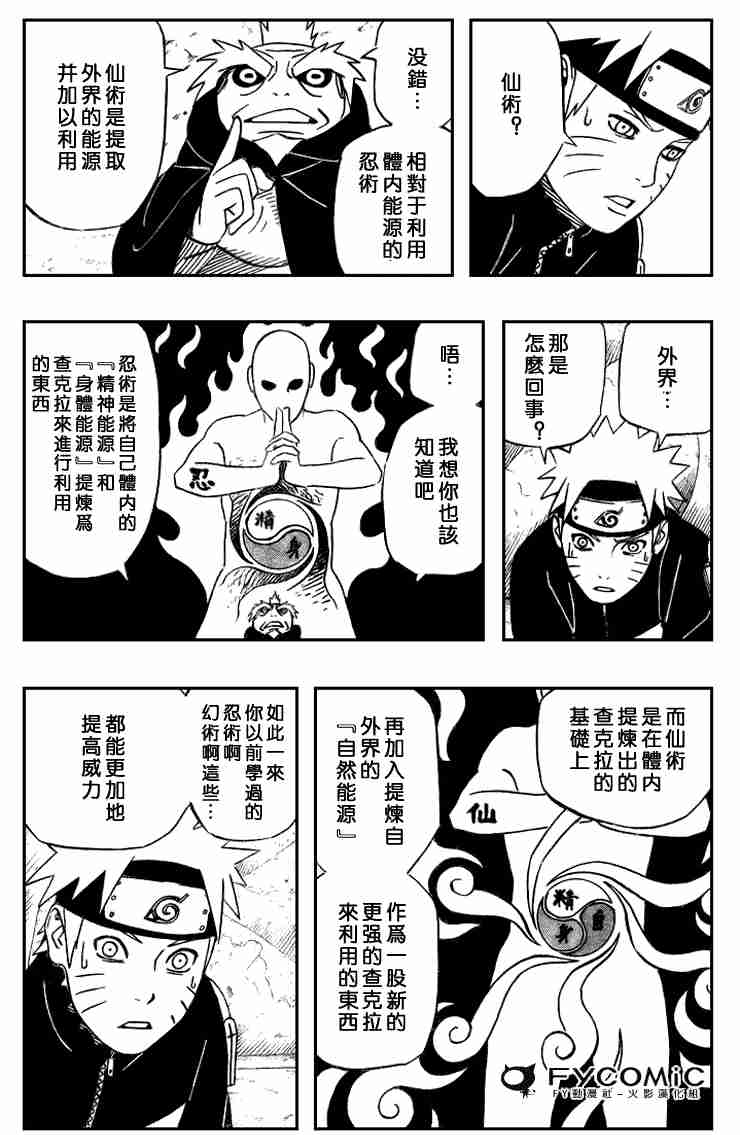 仙術？
没錯…
相對于利用
體内能源的
忍術
仙術是提取
外界的能源
并加以利用
外界…
那是
怎麼回事？
唔…
我想你也該
知道吧
忍術是將自己體内的
『精神能源』和
『身體能源』提煉爲
查克拉來進行利用
的東西
忍
精
身
而仙術
是在體内
提煉出的
查克拉的
基礎上
再加入提煉自
外界的
『自然能源』
作爲一股新的
更强的查克拉
來利用的東西
仙
精
自
身
如此一來
你以前學過的
忍術啊
幻術啊這些…
都能更加地
提高威力
FYCOMiC
FY動漫社-火影漢化組